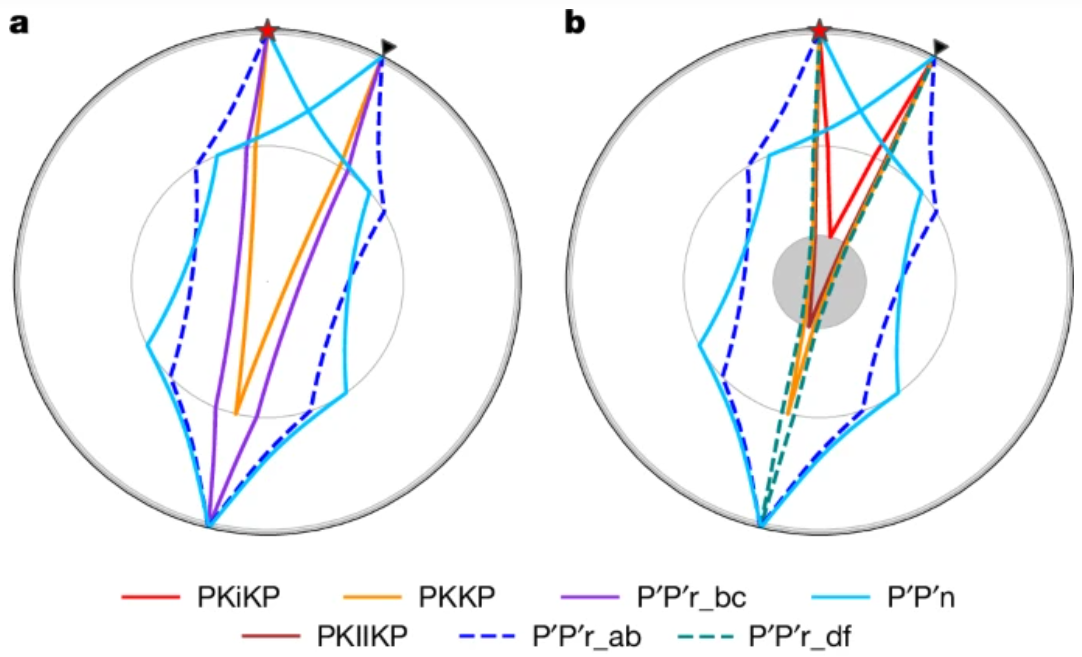 a b
PKiKP PKKP P′P′r_bc P′P′n
PKIIKP P′P′r_ab P′P′r_df